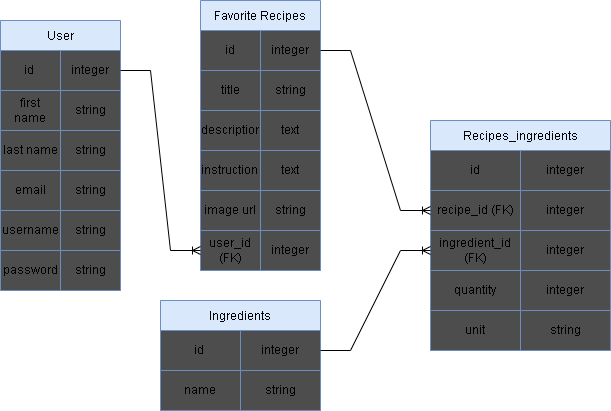 User
id integer
first
name string
last name string
email string
username string
password string
Favorite Recipes
id integer
title string
description text
instruction text
image url string
user_id
(FK) integer
Recipes_ingredients
id integer
recipe_id (FK) integer
ingredient_id
(FK) integer
quantity integer
unit string
Ingredients
id integer
name string